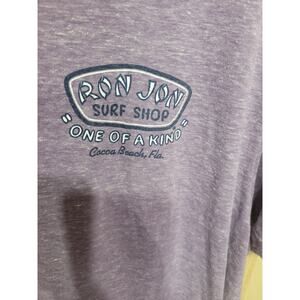 RON JON
SURF SHOP
"ONE OF A KIND"
Cocoa Beach, Fla.